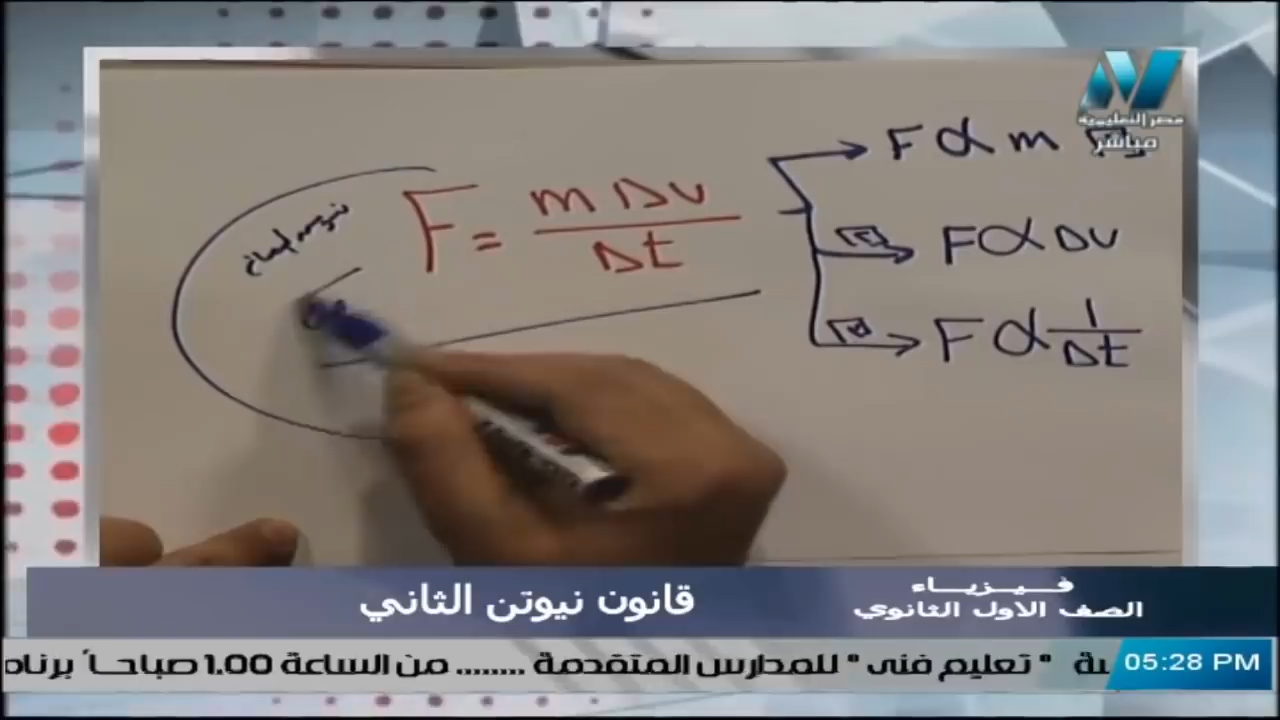 مصر التعليمية
مباشر
F = m Δv / Δt
F ∝ m
F ∝ Δv
F ∝ 1 / Δt
فيزياء
الصف الاول الثانوي
قانون نيوتن الثاني
" تعليم فنى " للمدارس المتقدمة ........ من الساعة 1.00 صباحاً
05:28 PM